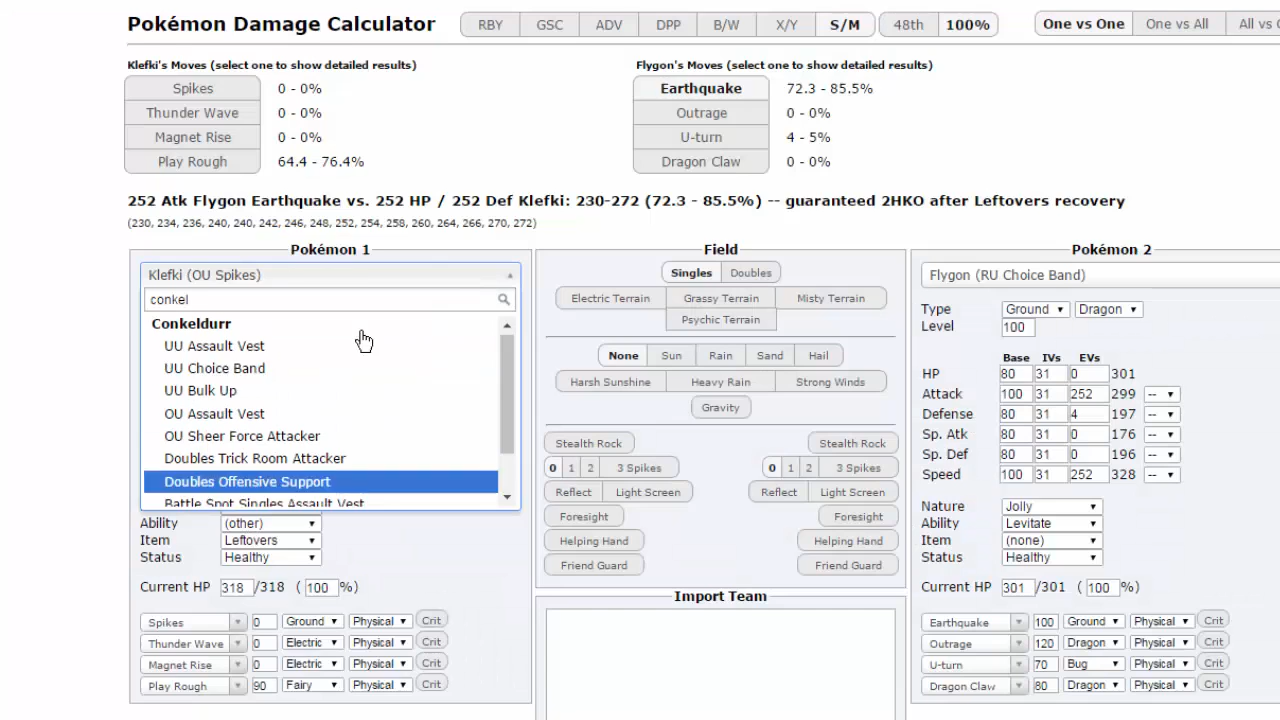 Pokémon Damage Calculator RBY GSC ADV DPP B/W X/Y S/M 48th 100% One vs One One vs All All vs
Klefki's Moves (select one to show detailed results) Flygon's Moves (select one to show detailed results)
Spikes 0 - 0% Earthquake 72.3 - 85.5%
Thunder Wave 0 - 0% Outrage 0 - 0%
Magnet Rise 0 - 0% U-turn 4 - 5%
Play Rough 64.4 - 76.4% Dragon Claw 0 - 0%
252 Atk Flygon Earthquake vs. 252 HP / 252 Def Klefki: 230-272 (72.3 - 85.5%) -- guaranteed 2HKO after Leftovers recovery
(230, 234, 236, 240, 240, 242, 246, 248, 252, 254, 258, 260, 264, 266, 270, 272)
Pokémon 1
Klefki (OU Spikes)
conkel
Conkeldurr
UU Assault Vest
UU Choice Band
UU Bulk Up
OU Assault Vest
OU Sheer Force Attacker
Doubles Trick Room Attacker
Doubles Offensive Support
Battle Spot Singles Assault Vest
Ability (other)
Item Leftovers
Status Healthy
Current HP 318 /318 ( 100 %)
Spikes 0 Ground Physical Crit
Thunder Wave 0 Electric Physical Crit
Magnet Rise 0 Electric Physical Crit
Play Rough 90 Fairy Physical Crit
Field
Singles Doubles
Electric Terrain Grassy Terrain Misty Terrain
Psychic Terrain
None Sun Rain Sand Hail
Harsh Sunshine Heavy Rain Strong Winds
Gravity
Stealth Rock Stealth Rock
0 1 2 3 Spikes 0 1 2 3 Spikes
Reflect Light Screen Reflect Light Screen
Foresight Foresight
Helping Hand Helping Hand
Friend Guard Friend Guard
Import Team
Pokémon 2
Flygon (RU Choice Band)
Type Ground Dragon
Level 100
Base IVs EVs
HP 80 31 0 301
Attack 100 31 252 299 --
Defense 80 31 4 197 --
Sp. Atk 80 31 0 176 --
Sp. Def 80 31 0 196 --
Speed 100 31 252 328 --
Nature Jolly
Ability Levitate
Item (none)
Status Healthy
Current HP 301 /301 ( 100 %)
Earthquake 100 Ground Physical Crit
Outrage 120 Dragon Physical Crit
U-turn 70 Bug Physical Crit
Dragon Claw 80 Dragon Physical Crit